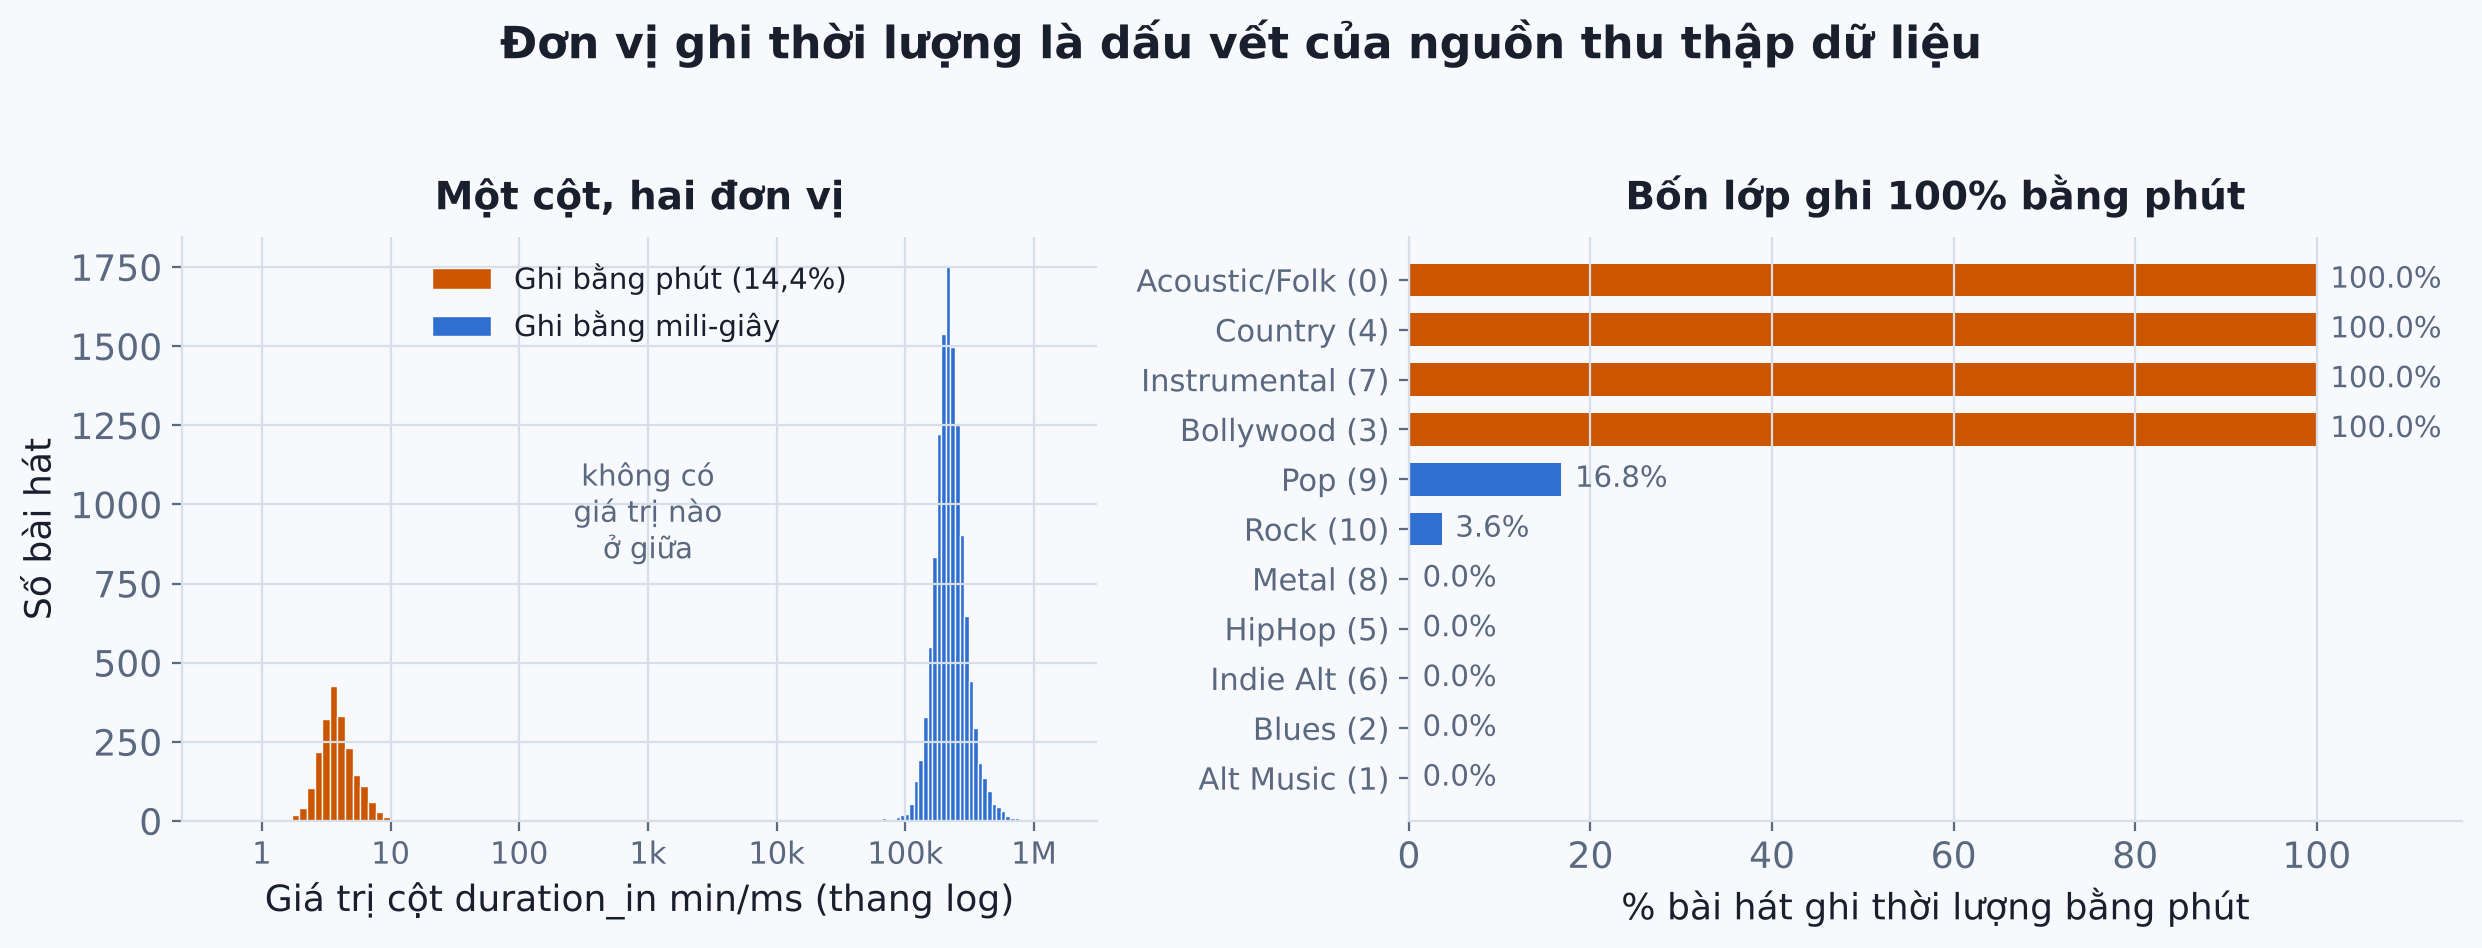 Đơn vị ghi thời lượng là dấu vết của nguồn thu thập dữ liệu
Một cột, hai đơn vị
Số bài hát
1750
1500
1250
1000
750
500
250
0
Ghi bằng phút (14,4%)
Ghi bằng mili-giây
không có
giá trị nào
ở giữa
1 10 100 1k 10k 100k 1M
Giá trị cột duration_in min/ms (thang log)
Bốn lớp ghi 100% bằng phút
Acoustic/Folk (0) 100.0%
Country (4) 100.0%
Instrumental (7) 100.0%
Bollywood (3) 100.0%
Pop (9) 16.8%
Rock (10) 3.6%
Metal (8) 0.0%
HipHop (5) 0.0%
Indie Alt (6) 0.0%
Blues (2) 0.0%
Alt Music (1) 0.0%
0 20 40 60 80 100
% bài hát ghi thời lượng bằng phút